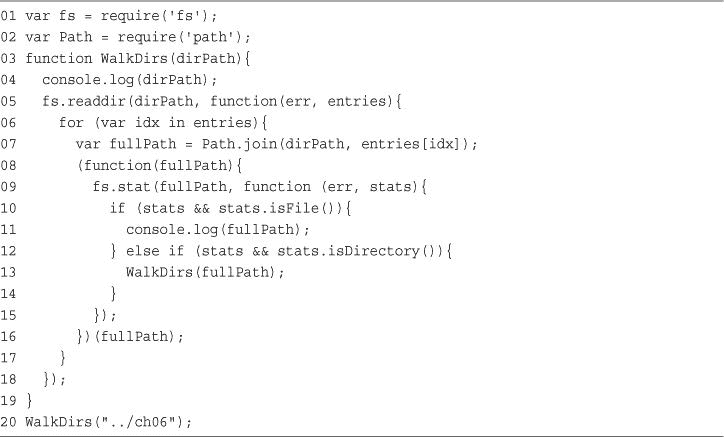 01 var fs = require('fs');
02 var Path = require('path');
03 function WalkDirs(dirPath){
04   console.log(dirPath);
05   fs.readdir(dirPath, function(err, entries){
06     for (var idx in entries){
07       var fullPath = Path.join(dirPath, entries[idx]);
08       (function(fullPath){
09         fs.stat(fullPath, function (err, stats){
10           if (stats && stats.isFile()){
11             console.log(fullPath);
12           } else if (stats && stats.isDirectory()){
13             WalkDirs(fullPath);
14           }
15         });
16       })(fullPath);
17     }
18   });
19 }
20 WalkDirs("../ch06");